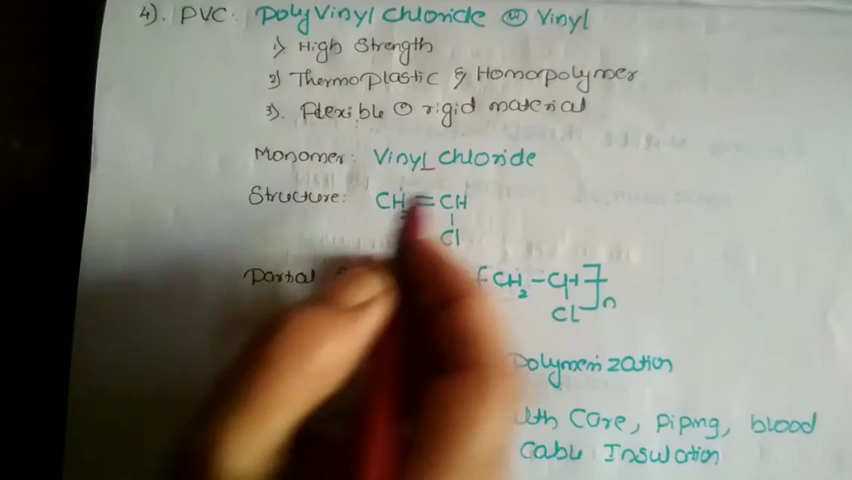 4). PVC: Polyvinyl chloride (or) Vinyl
1) High Strength
2) Thermoplastic & Homopolymer
3). Flexible (or) rigid material
Monomer: Vinyl chloride
Structure: CH2=CH
Cl
Partial [CH2-CH]n
Cl
Polymerization
Care, piping, blood
Cable Insulation